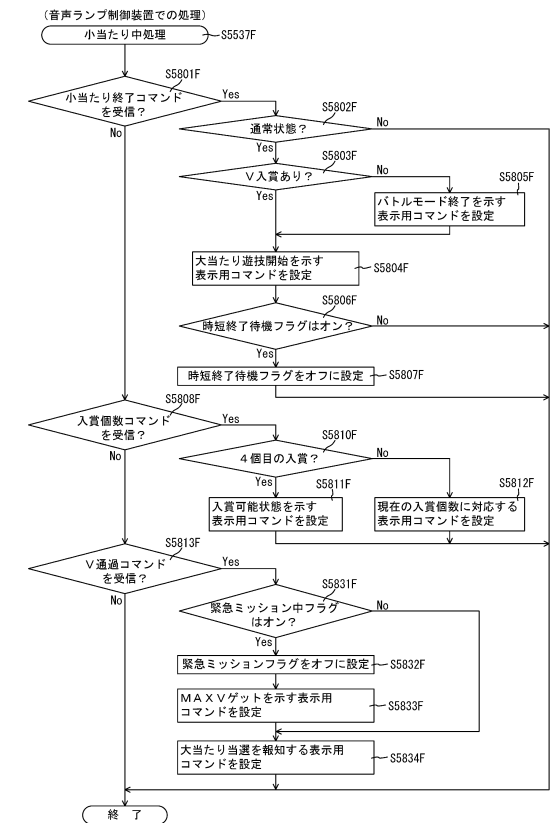 (音声ランプ制御装置での処理)
小当たり中処理
S5537F
S5801F
小当たり終了コマンド
を受信?
Yes
No
S5802F
通常状態?
No
Yes
S5803F
V入賞あり?
No
Yes
S5805F
バトルモード終了を示す
表示用コマンドを設定
大当たり遊技開始を示す
表示用コマンドを設定
S5804F
S5806F
時短終了待機フラグはオン?
No
Yes
時短終了待機フラグをオフに設定
S5807F
S5808F
入賞個数コマンド
を受信?
Yes
No
S5810F
4個目の入賞?
No
Yes
S5811F
入賞可能状態を示す
表示用コマンドを設定
S5812F
現在の入賞個数に対応する
表示用コマンドを設定
S5813F
V通過コマンド
を受信?
Yes
No
S5831F
緊急ミッション中フラグ
はオン?
No
Yes
緊急ミッションフラグをオフに設定
S5832F
MAXVゲットを示す表示用
コマンドを設定
S5833F
大当たり当選を報知する表示用
コマンドを設定
S5834F
終 了